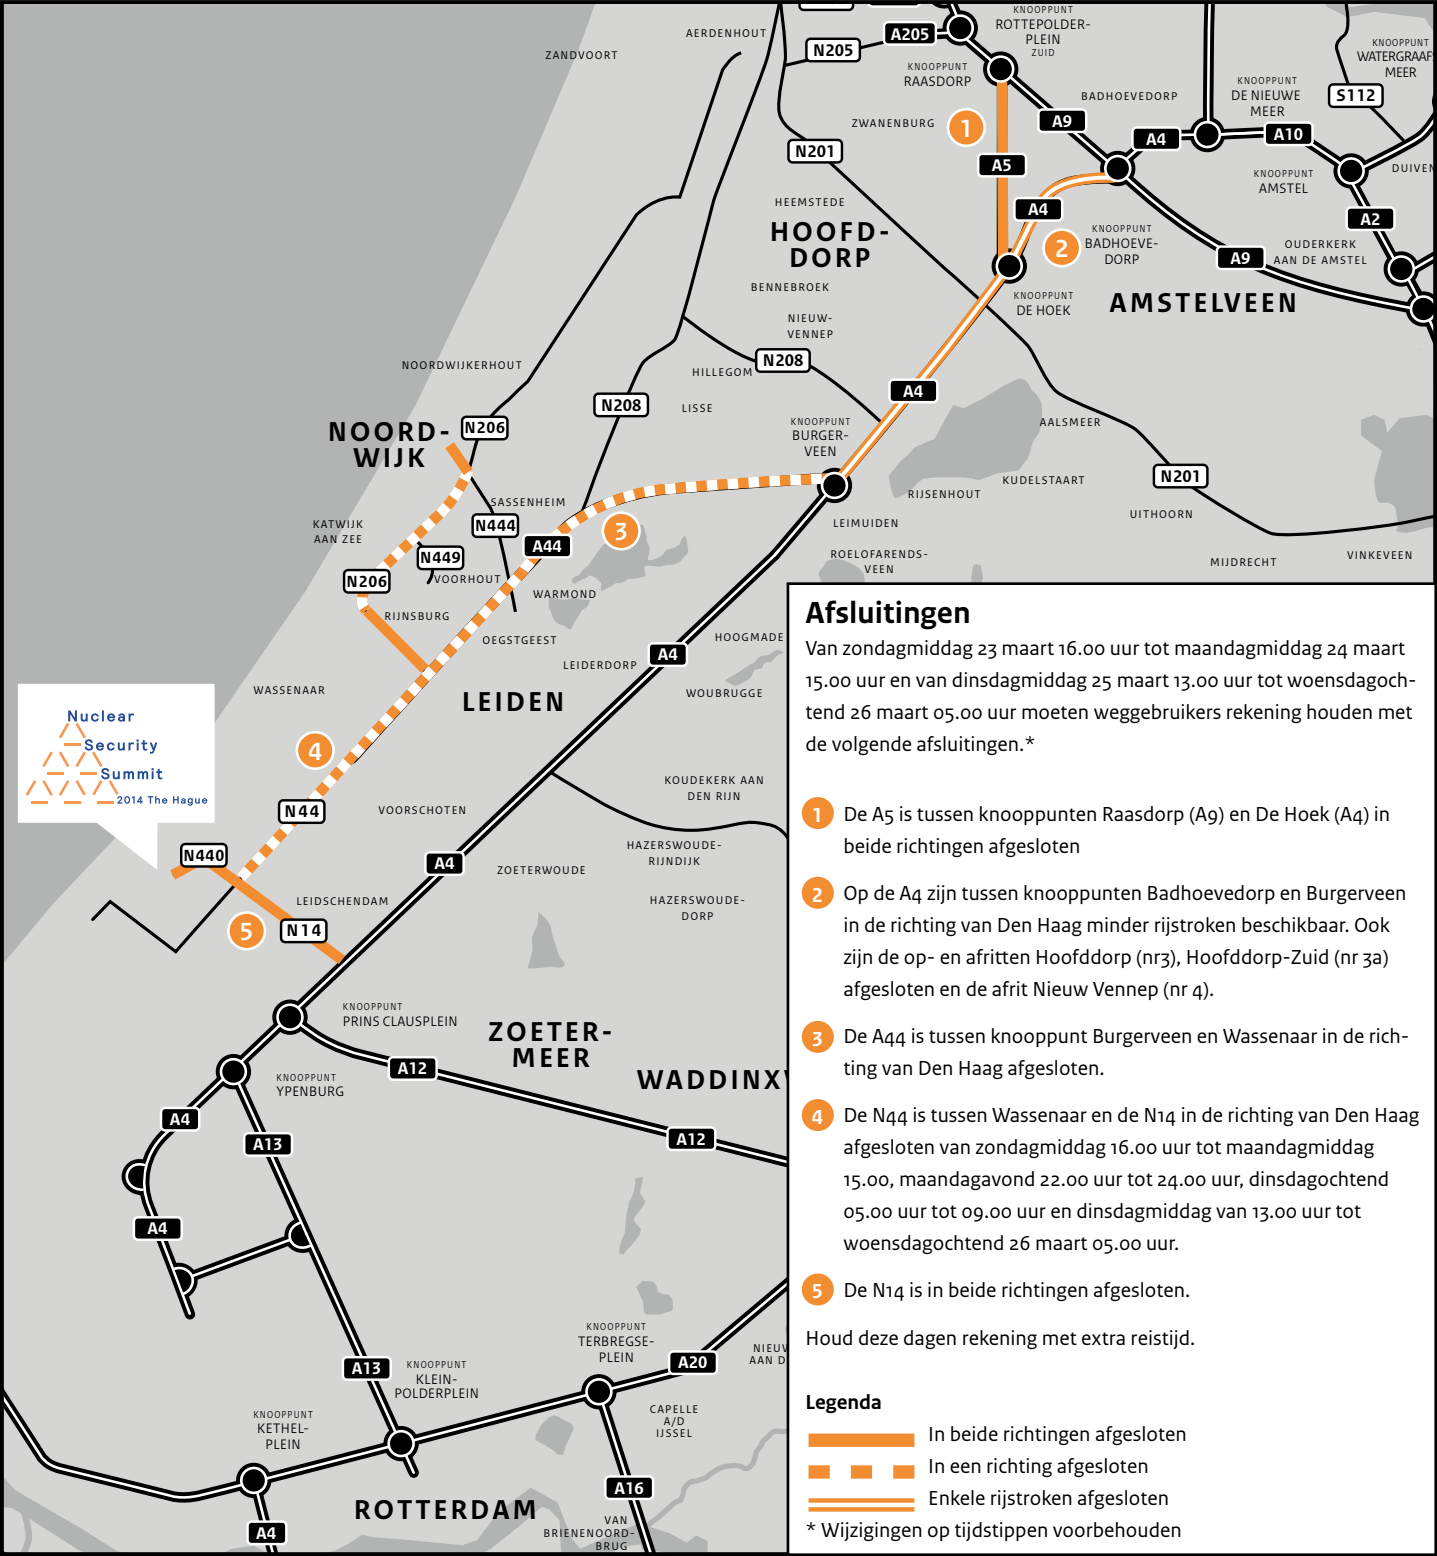 KNOOPPUNT
ROTTEPOLDER-
PLEIN
ZUID
AERDENHOUT
ZANDVOORT
A205
N205
KNOOPPUNT
RAASDORP
KNOOPPUNT
MEER
S112
BADHOEVEDORP
KNOOPPUNT
DE NIEUWE
MEER
ZWANENBURG
1
A9
A4
A10
N201
A5
KNOOPPUNT
AMSTEL
HEEMSTEDE
A4
A2
HOOFD-
DORP
2
KNOOPPUNT
BADHOEVE-
DORP
A9
OUDERKERK
AAN DE AMSTEL
BENNEBROEK
KNOOPPUNT
DE HOEK
AMSTELVEEN
NIEUW-
VENNEP
NOORDWIJKERHOUT
HILLEGOM
N208
A4
N208
LISSE
NOORD-
WIJK
N206
KNOOPPUNT
BURGER-
VEEN
AALSMEER
N201
KUDELSTAART
RIJSENHOUT
UITHOORN
SASSENHEIM
KATWIJK
AAN ZEE
N444
3
LEIMUIDEN
A44
N449
ROELOFARENDS-
VEEN
MIJDRECHT
VINKEVEEN
N206
VOORHOUT
WARMOND
RIJNSBURG
OEGSTGEEST
HOOGMADE
LEIDERDORP
A4
WASSENAAR
LEIDEN
WOUBRUGGE
Nuclear
Security
Summit
2014 The Hague
4
KOUDEKERK AAN
DEN RIJN
N44
VOORSCHOTEN
N440
A4
ZOETERWOUDE
HAZERSWOUDE-
RIJNDIJK
LEIDSCHENDAM
HAZERSWOUDE-
DORP
5
N14
KNOOPPUNT
PRINS CLAUSPLEIN
ZOETER-
MEER
A12
KNOOPPUNT
YPENBURG
A4
A13
A12
A4
A13
KNOOPPUNT
KLEIN-
POLDERPLEIN
KNOOPPUNT
TERBREGSE-
PLEIN
A20
AAN D
KNOOPPUNT
KETHEL-
PLEIN
CAPELLE
A/D
IJSSEL
A16
ROTTERDAM
VAN
BRIENENOORD-
BRUG
A4
Afsluitingen
Van zondagmiddag 23 maart 16.00 uur tot maandagmiddag 24 maart
15.00 uur en van dinsdagmiddag 25 maart 13.00 uur tot woensdagoch-
tend 26 maart 05.00 uur moeten weggebruikers rekening houden met
de volgende afsluitingen.*
1 De A5 is tussen knooppunten Raasdorp (A9) en De Hoek (A4) in
beide richtingen afgesloten
2 Op de A4 zijn tussen knooppunten Badhoevedorp en Burgerveen
in de richting van Den Haag minder rijstroken beschikbaar. Ook
zijn de op- en afritten Hoofddorp (nr3), Hoofddorp-Zuid (nr 3a)
afgesloten en de afrit Nieuw Vennep (nr 4).
3 De A44 is tussen knooppunt Burgerveen en Wassenaar in de rich-
ting van Den Haag afgesloten.
4 De N44 is tussen Wassenaar en de N14 in de richting van Den Haag
afgesloten van zondagmiddag 16.00 uur tot maandagmiddag
15.00, maandagavond 22.00 uur tot 24.00 uur, dinsdagochtend
05.00 uur tot 09.00 uur en dinsdagmiddag van 13.00 uur tot
woensdagochtend 26 maart 05.00 uur.
5 De N14 is in beide richtingen afgesloten.
Houd deze dagen rekening met extra reistijd.
Legenda
In beide richtingen afgesloten
In een richting afgesloten
Enkele rijstroken afgesloten
* Wijzigingen op tijdstippen voorbehouden